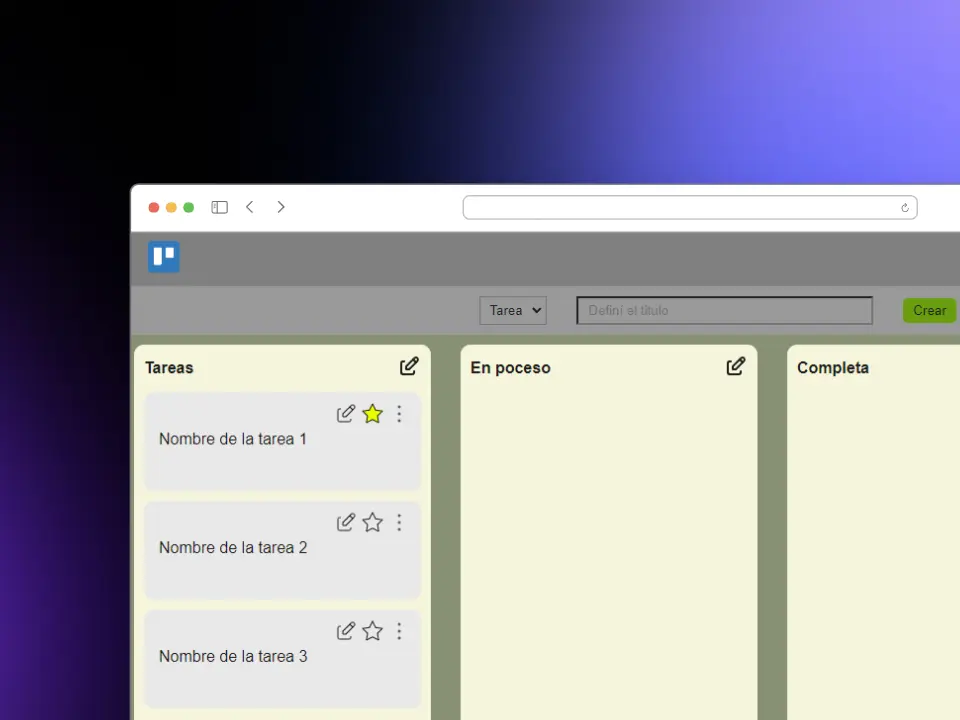 Tarea
Definí el título
Crear
Tareas
En poceso
Completa
Nombre de la tarea 1
Nombre de la tarea 2
Nombre de la tarea 3